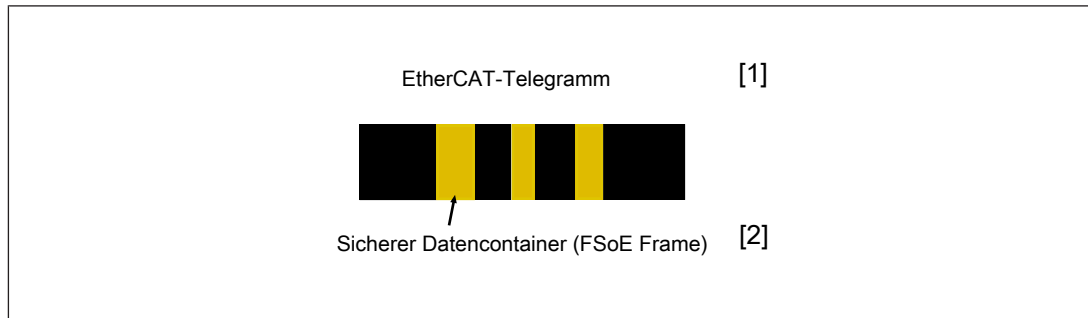 EtherCAT-Telegramm [1]
Sicherer Datencontainer (FSoE Frame) [2]